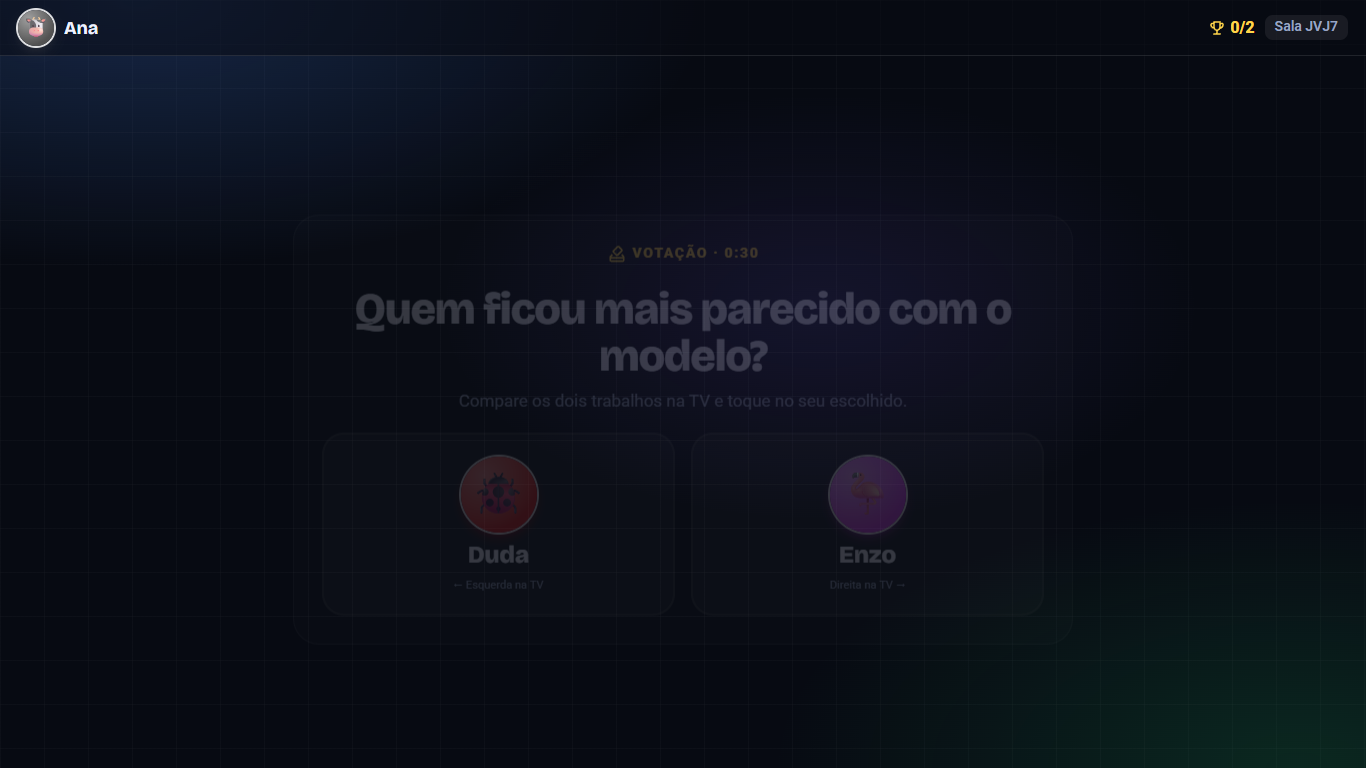 Ana
0/2
Sala JVJ7
VOTAÇÃO · 0:30
Quem ficou mais parecido com o
modelo?
Compare os dois trabalhos na TV e toque no seu escolhido.
Duda
← Esquerda na TV
Enzo
Direita na TV →